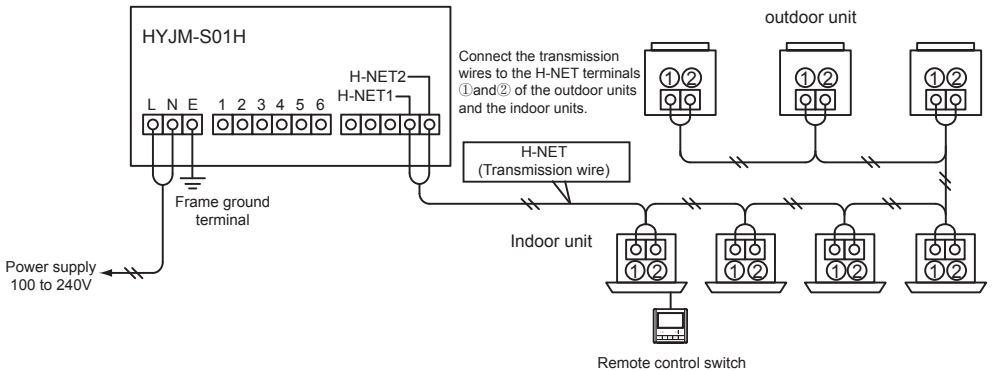 outdoor unit
HYJM-S01H
Connect the transmission
wires to the H-NET terminals
①and② of the outdoor units
and the indoor units.
H-NET2
H-NET1
L N E 1 2 3 4 5 6
①② ①② ①②
H-NET
(Transmission wire)
Frame ground
terminal
Indoor unit
①② ①② ①② ①②
Power supply
100 to 240V
Remote control switch